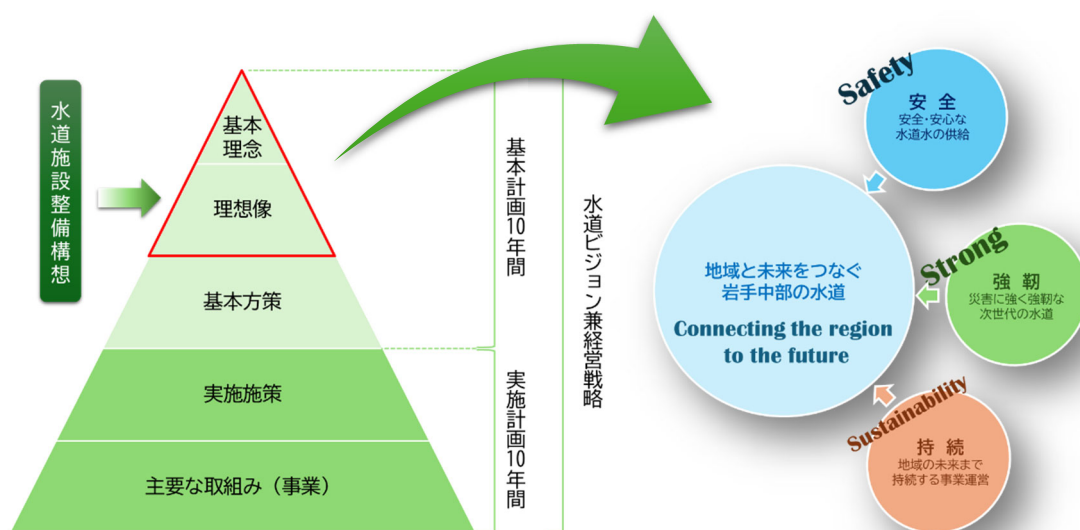 水道施設整備構想
基本
理念
理想像
基本方策
実施施策
主要な取組み（事業）
基本計画10年間
実施計画10年間
水道ビジョン兼経営戦略
地域と未来をつなぐ
岩手中部の水道
Connecting the region
to the future
Safety
安全
安全・安心な
水道水の供給
Strong
強靭
災害に強く強靭な
次世代の水道
Sustainability
持続
地域の未来まで
持続する事業運営